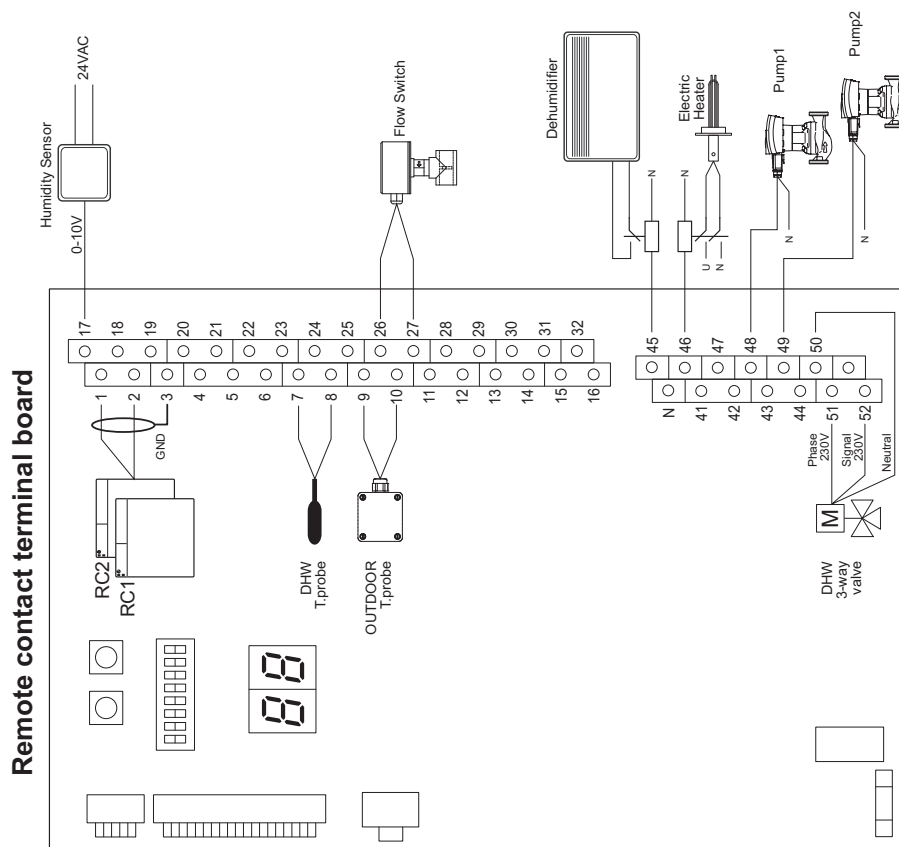 Remote contact terminal board
Humidity Sensor
24VAC
0-10V
Flow Switch
Dehumidifier
Electric
Heater
Pump1
Pump2
N
N
U
N
N
N
17
18
19
20
21
22
23
24
25
26
27
28
29
30
31
32
1
2
3
4
5
6
7
8
9
10
11
12
13
14
15
16
45
46
47
48
49
50
N
41
42
43
44
51
52
GND
RC2
RC1
DHW
T.probe
OUTDOOR
T.probe
Phase
230V
Signal
230V
Neutral
M
DHW
3-way
valve
88